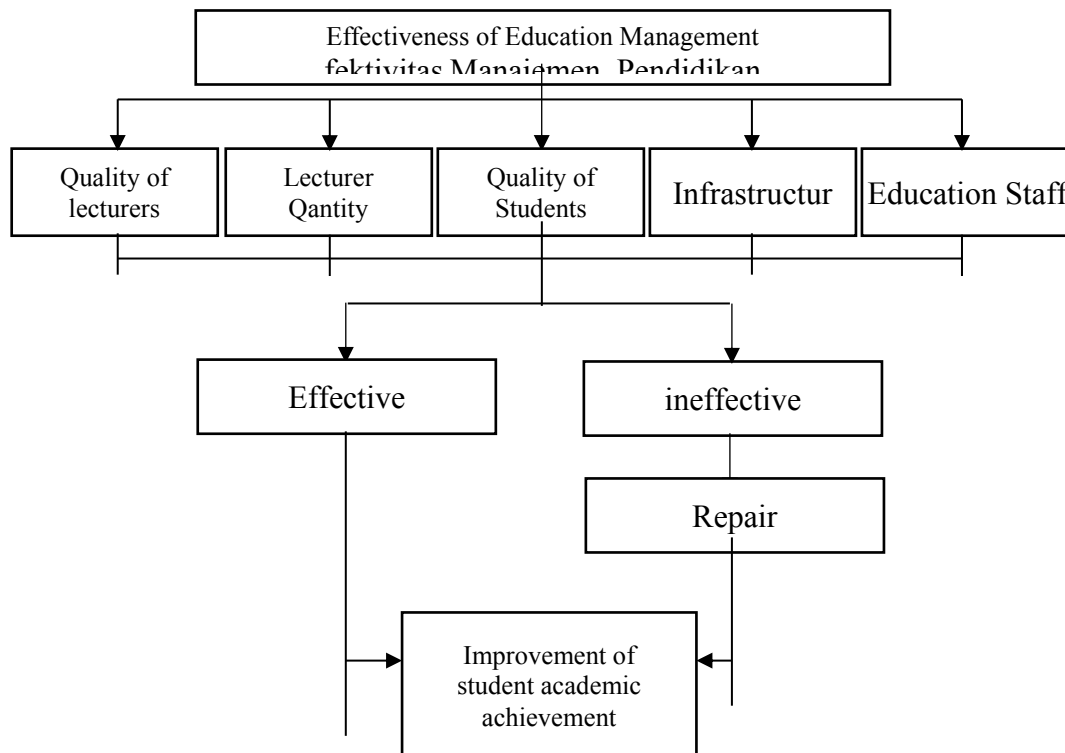 Effectiveness of Education Management
fektivitas Manajemen Pendidikan
Quality of
lecturers
Lecturer
Qantity
Quality of
Students
Infrastructur
Education Staff
Effective
ineffective
Repair
Improvement of
student academic
achievement